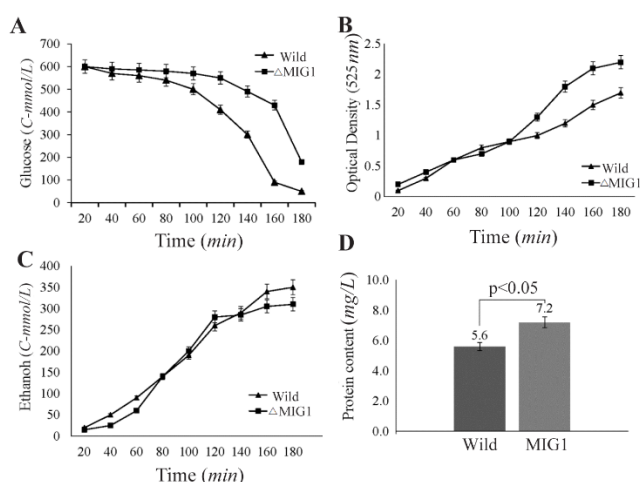 A
Wild
△MIG1
Glucose (C-mmol/L)
700
600
500
400
300
200
100
0
20 40 60 80 100 120 140 160 180
Time (min)
B
Optical Density (525nm)
2.5
2
1.5
1
0.5
0
Wild
△MIG1
20 40 60 80 100 120 140 160 180
Time (min)
C
Ethanoh (C-mmol/L)
400
350
300
250
200
150
100
50
0
Wild
△MIG1
20 40 60 80 100 120 140 160 180
Time (min)
D
Protein content (mg/L)
10.0
8.0
6.0
4.0
2.0
0.0
p<0.05
5.6
7.2
Wild MIG1